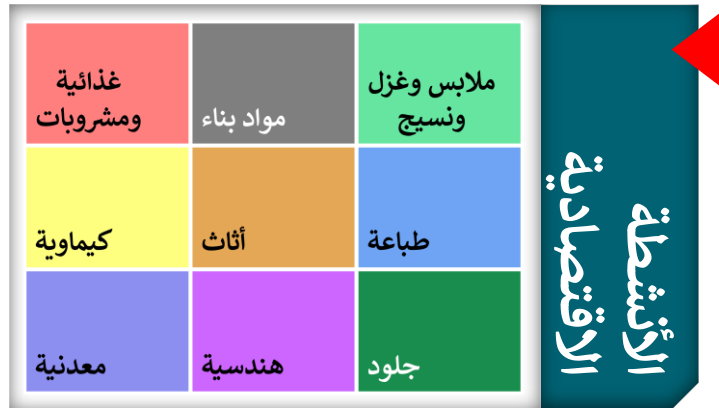 الأنشطة
الاقتصادية
ملابس وغزل
ونسيج
مواد بناء
غذائية
ومشروبات
طباعة
أثاث
كيماوية
جلود
هندسية
معدنية